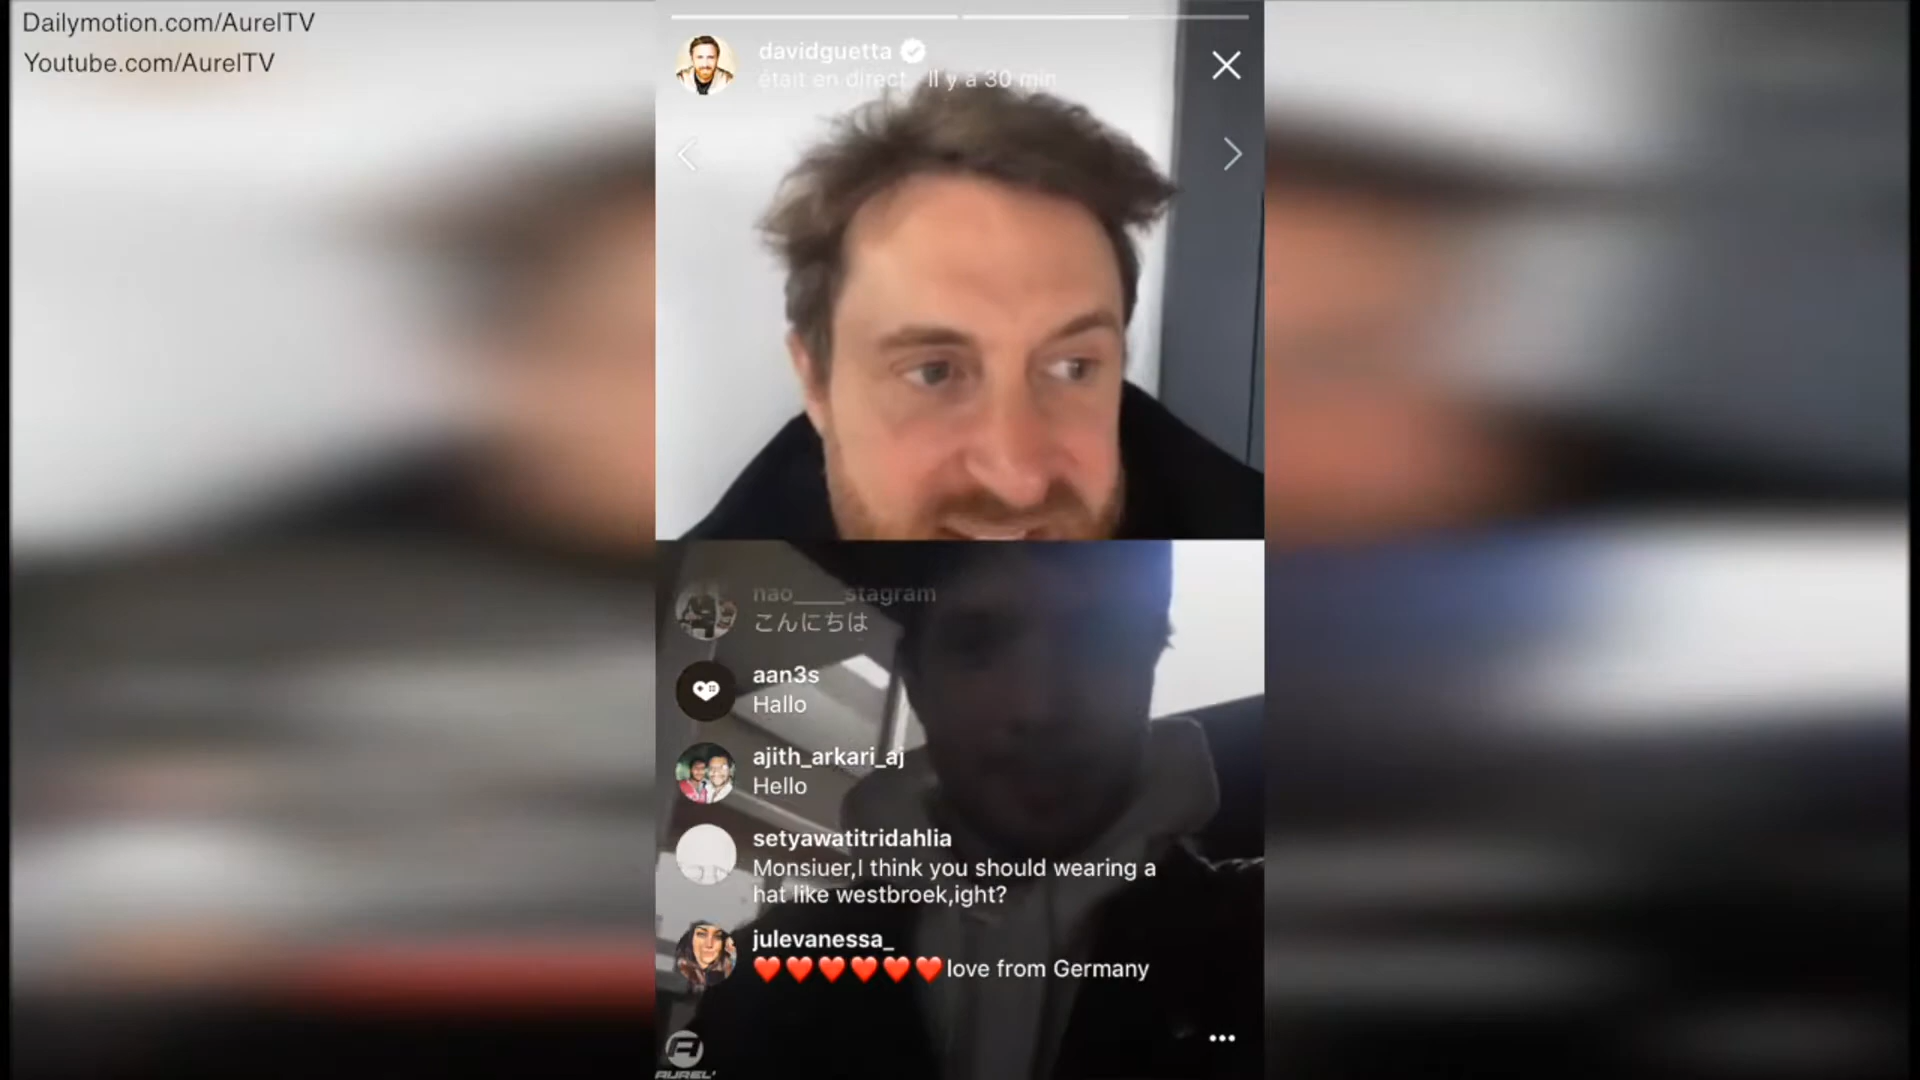 Dailymotion.com/AurelTV
Youtube.com/AurelTV
davidguetta
était en direct · Il y a 30 min
nao____stagram
こんにちは
aan3s
Hallo
ajith_arkari_aj
Hello
setyawatitridahlia
Monsiuer,I think you should wearing a
hat like westbroek,ight?
julevanessa_
❤️❤️❤️❤️❤️❤️love from Germany
AUREL'